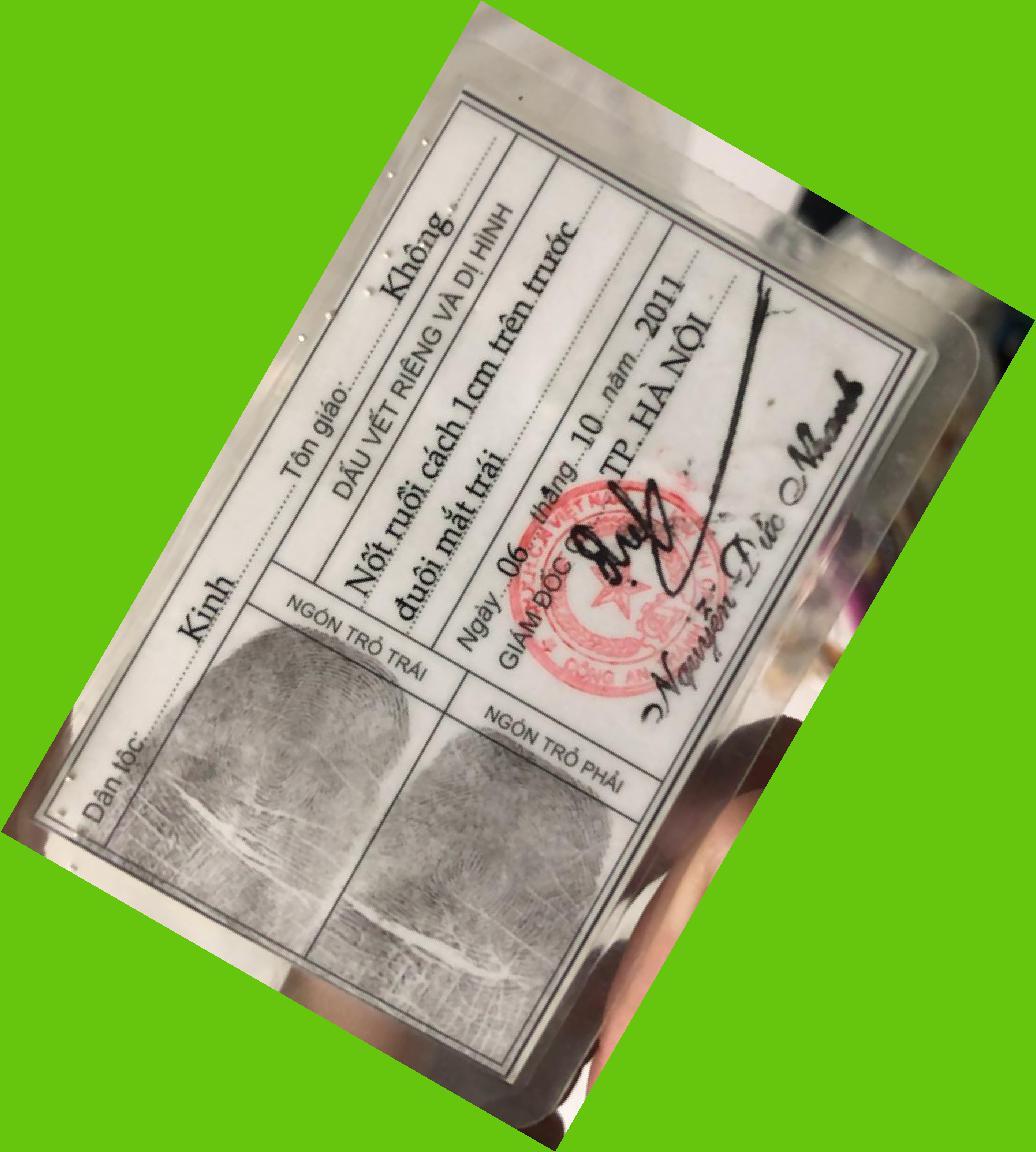 Dân tộc: Kinh Tôn giáo: Không
DẤU VẾT RIÊNG VÀ DỊ HÌNH
Nốt ruồi cách 1cm trên trước
đuôi mắt trái
NGÓN TRỎ TRÁI
NGÓN TRỎ PHẢI
Ngày 06 tháng 10 năm 2011
GIÁM ĐỐC TP. HÀ NỘI
CÔNG AN
Nguyễn Đức Nhanh